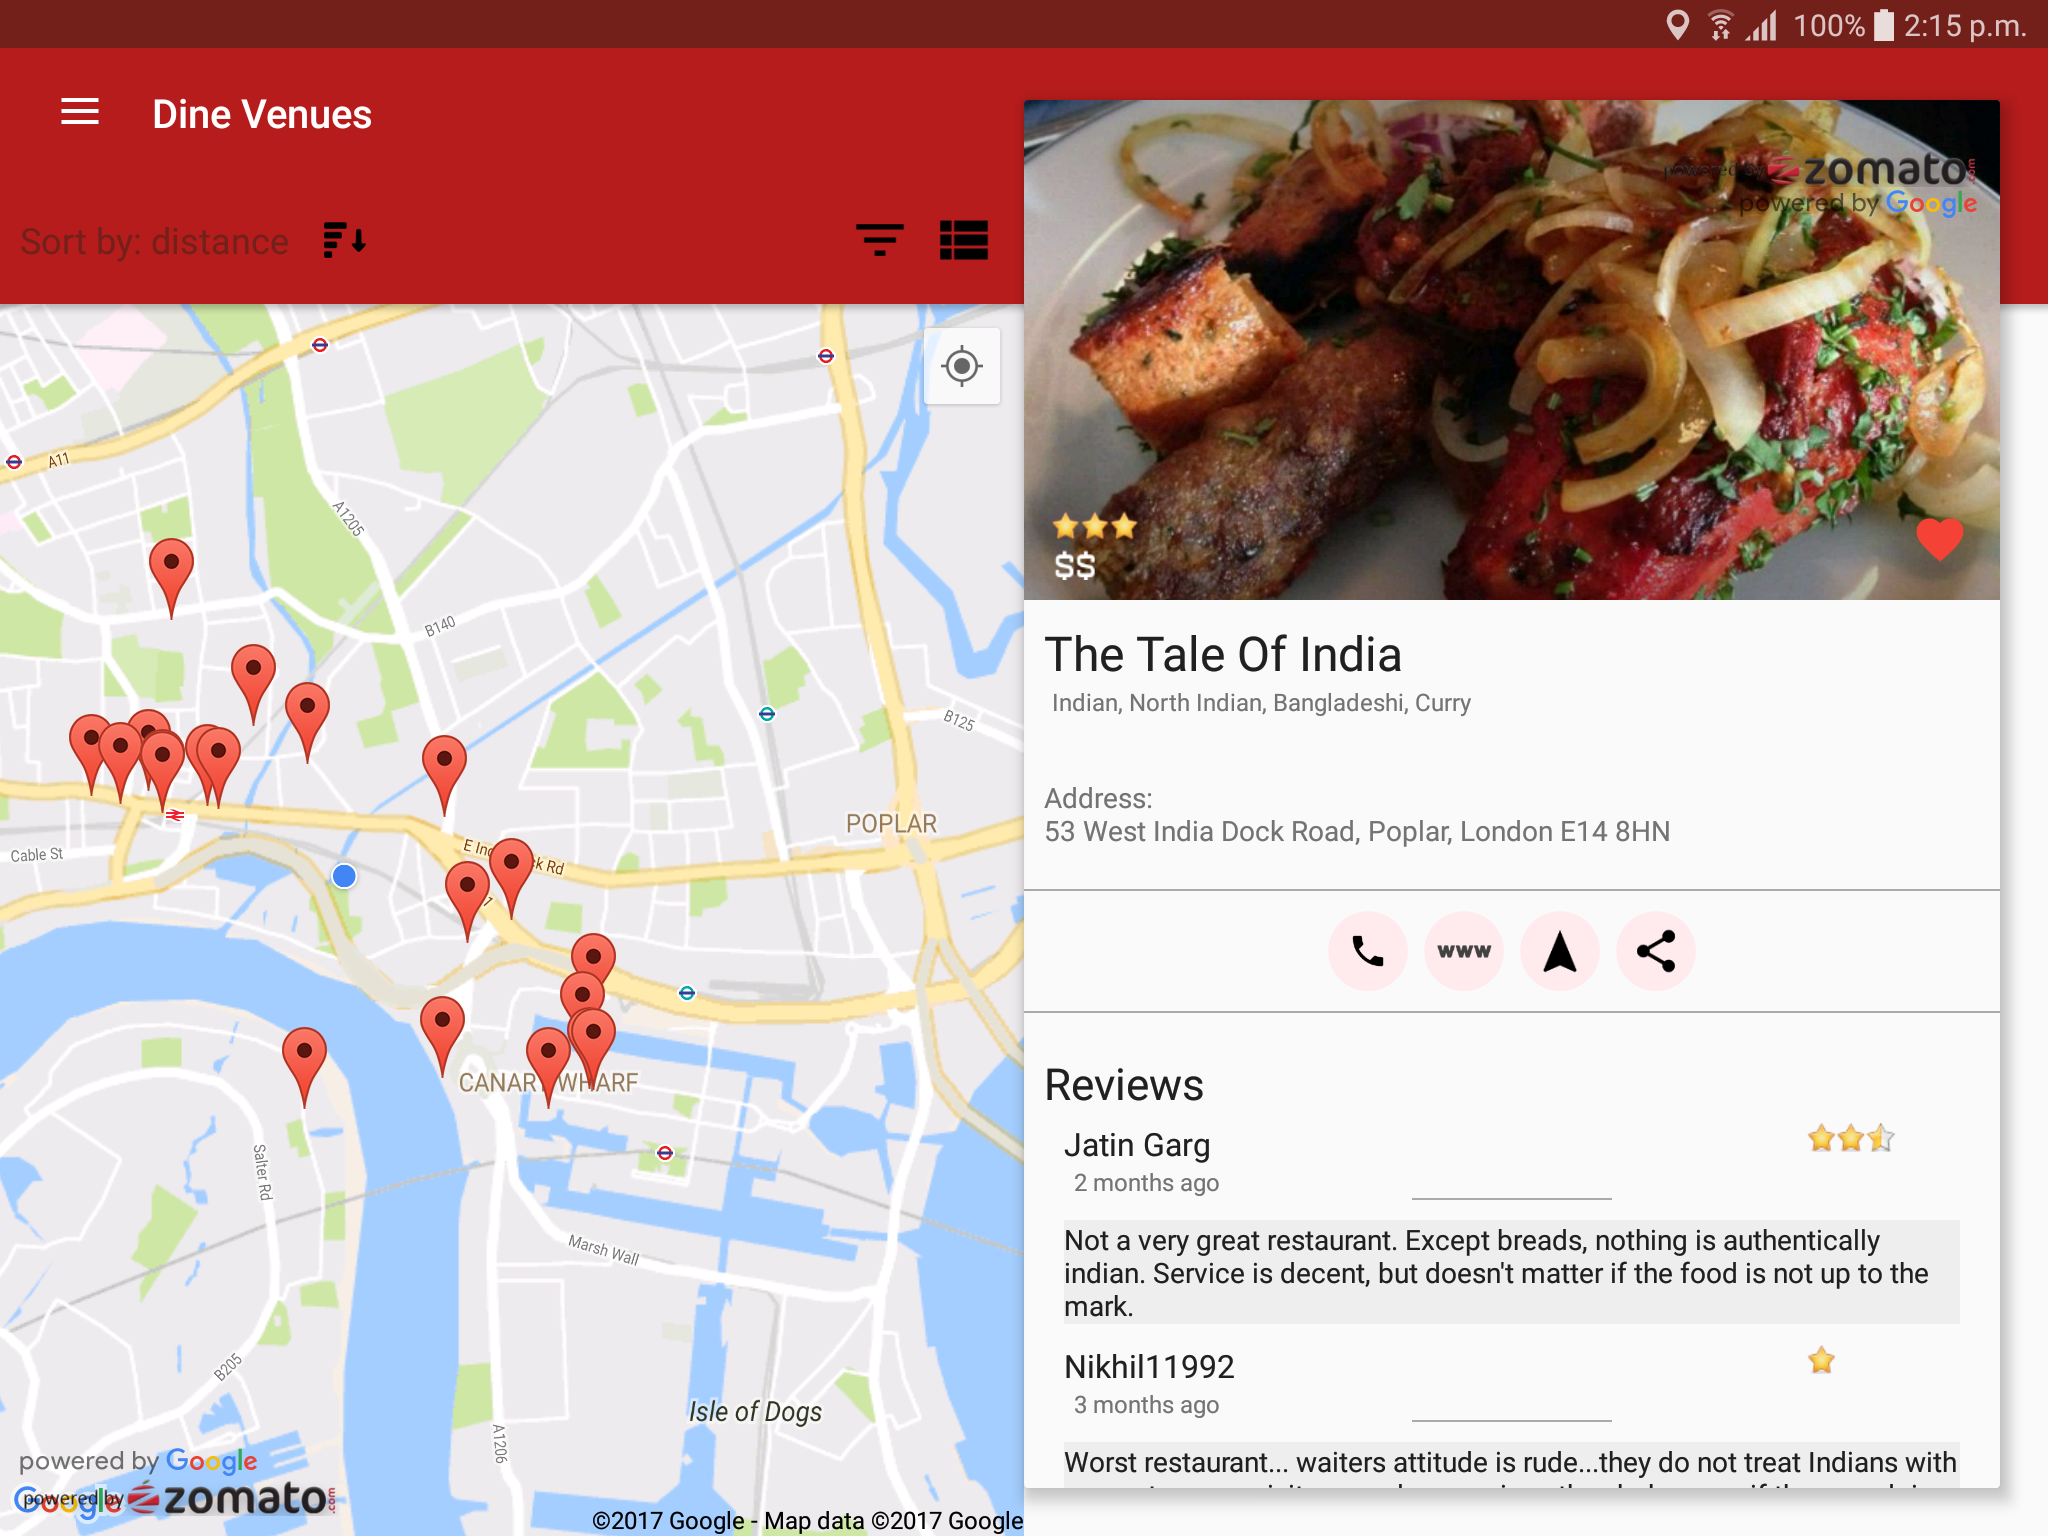 100% 2:15 p.m.
Dine Venues
Sort by: distance
A11
A1205
B140
B125
POPLAR
Cable St
CANARY WHARF
Salter Rd
Marsh Wall
B205
A1206
Isle of Dogs
powered by Google
Google
powered by zomato.com
©2017 Google - Map data ©2017 Google
powered by zomato.com
powered by Google
$$
The Tale Of India
Indian, North Indian, Bangladeshi, Curry
Address:
53 West India Dock Road, Poplar, London E14 8HN
www
Reviews
Jatin Garg
2 months ago
Not a very great restaurant. Except breads, nothing is authentically
indian. Service is decent, but doesn't matter if the food is not up to the
mark.
Nikhil11992
3 months ago
Worst restaurant... waiters attitude is rude...they do not treat Indians with